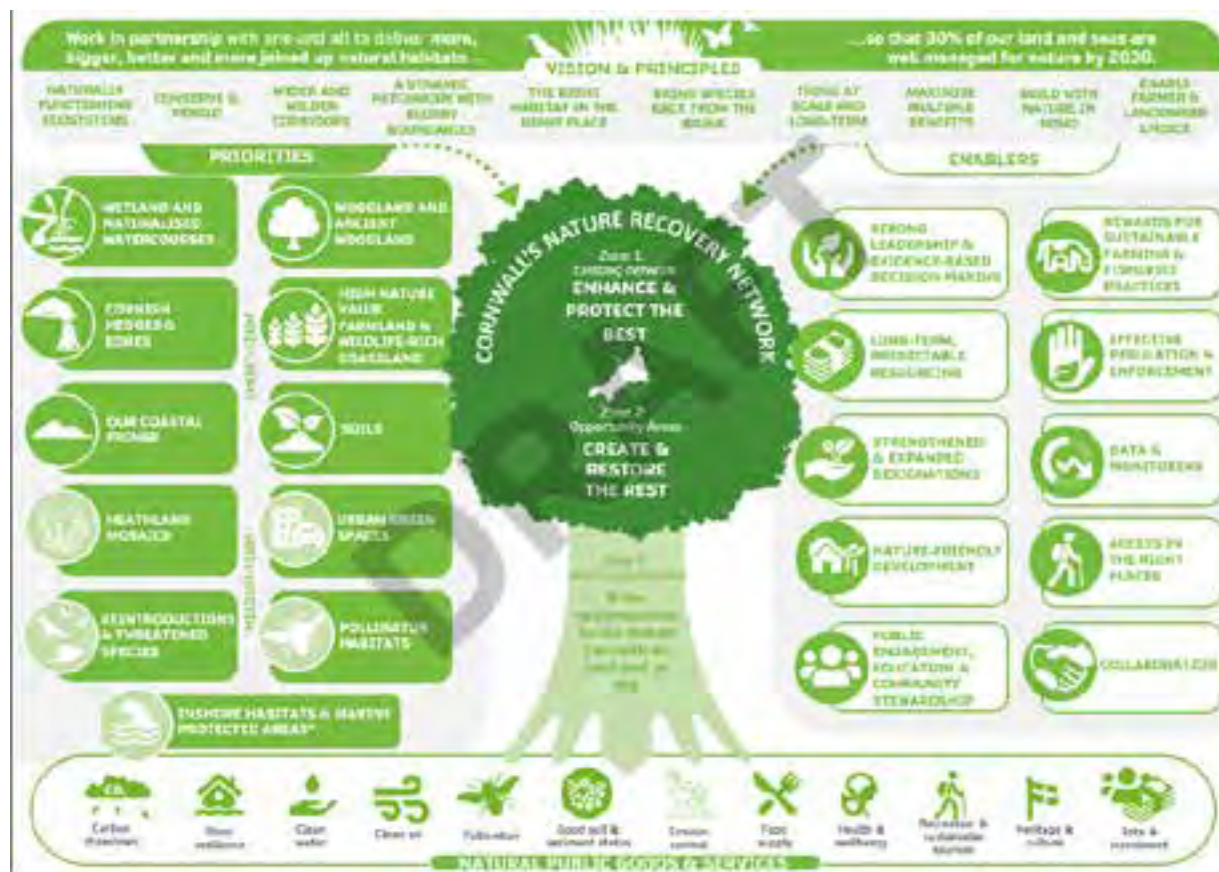 Work in partnership with one and all to deliver more,
bigger, better and more joined up natural habitats...
...so that 30% of our land and seas are
well managed for nature by 2030.
VISION & PRINCIPLES
NATURALLY
FUNCTIONING
ECOSYSTEMS
WIDER AND
WILDER
CORRIDORS
A DYNAMIC
PATCHWORK WITH
BLURRY
BOUNDARIES
THE RIGHT
HABITAT IN THE
RIGHT PLACE
BRING SPECIES
BACK FROM THE
BRINK
THINK AT
SCALE AND
LONG-TERM
MAXIMISE
MULTIPLE
BENEFITS
BUILD WITH
NATURE IN
MIND
ENABLE
FARMER &
LANDOWNER
CHOICE
PRIORITIES
WETLAND AND
NATURALISED
WATERCOURSES
WOODLAND AND
ANCIENT
WOODLAND
CORNISH
HEDGES &
EDGES
HIGH NATURE
VALUE
FARMLAND &
WILDLIFE-RICH
GRASSLAND
OUR COASTAL
FRINGE
SOILS
HEATHLAND
MOSAICS
URBAN GREEN
SPACES
REINTRODUCTIONS
& THREATENED
SPECIES
POLLINATOR
HABITATS
INSHORE HABITATS & MARINE
PROTECTED AREAS*
CORNWALL'S NATURE RECOVERY NETWORK
Zone 1:
Existing network
ENHANCE &
PROTECT THE
BEST
Zone 2:
Opportunity Areas
CREATE &
RESTORE
THE REST
DRAFT
ENABLERS
STRONG
LEADERSHIP &
EVIDENCE-BASED
DECISION MAKING
REWARDS FOR
SUSTAINABLE
FARMING &
FISHERIES
PRACTICES
LONG-TERM,
PREDICTABLE
RESOURCING
EFFECTIVE
REGULATION &
ENFORCEMENT
STRENGTHENED
& EXPANDED
DESIGNATIONS
DATA &
MONITORING
NATURE-FRIENDLY
DEVELOPMENT
ACCESS IN
THE RIGHT
PLACES
PUBLIC
ENGAGEMENT,
EDUCATION &
COMMUNITY
STEWARDSHIP
COLLABORATION
Carbon
Flood
resilience
Clean
water
Clean air
Pollination
Good soil &
sediment status
Erosion
control
Food
supply
Health &
wellbeing
Recreation &
sustainable
tourism
Heritage &
culture
Jobs &
investment
NATURAL PUBLIC GOODS & SERVICES